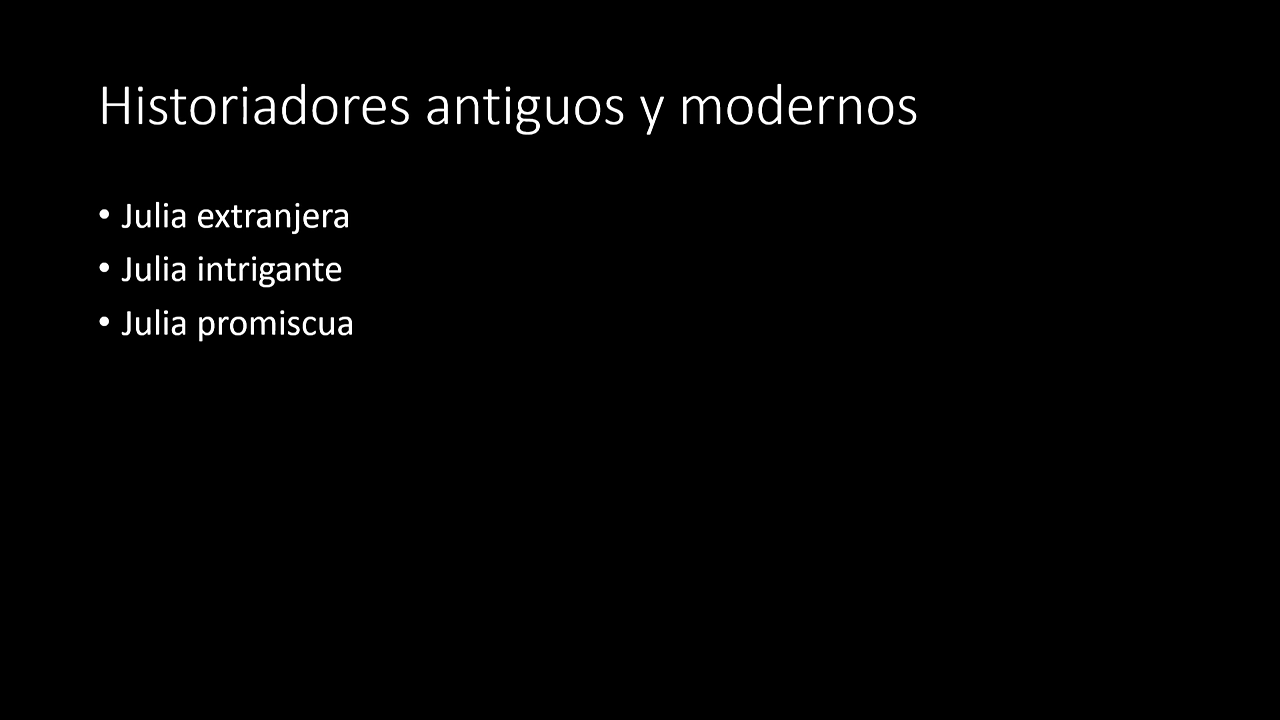 Historiadores antiguos y modernos
• Julia extranjera
• Julia intrigante
• Julia promiscua